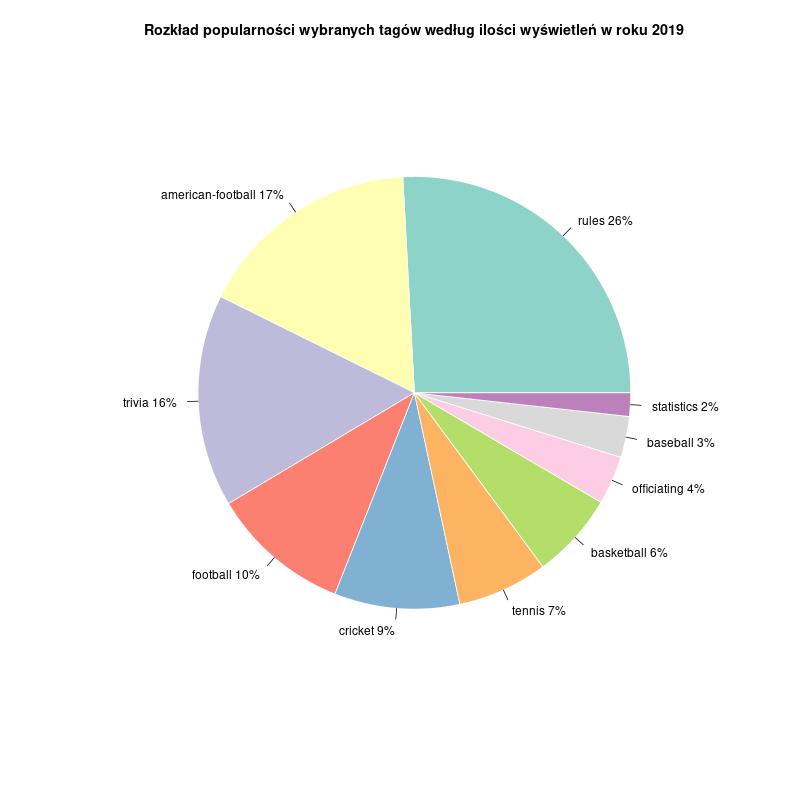 Rozkład popularności wybranych tagów według ilości wyświetleń w roku 2019
american-football 17%
rules 26%
trivia 16%
statistics 2%
baseball 3%
officiating 4%
basketball 6%
football 10%
tennis 7%
cricket 9%